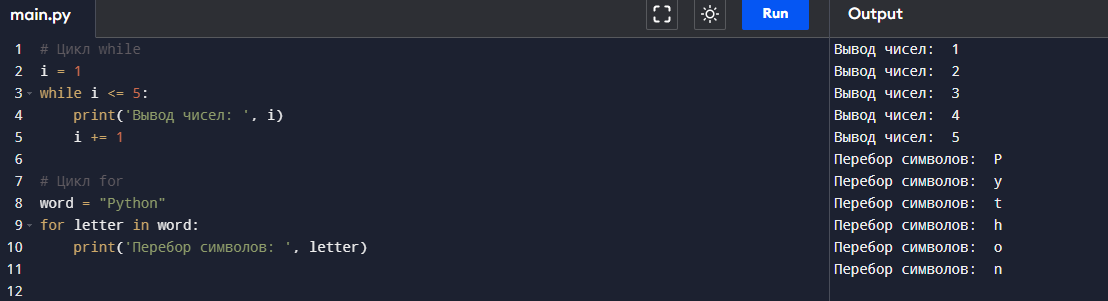 main.py
Run
Output
1 # Цикл while
2 i = 1
3 while i <= 5:
4     print('Вывод чисел: ', i)
5     i += 1
6
7 # Цикл for
8 word = "Python"
9 for letter in word:
10     print('Перебор символов: ', letter)
11
12
Вывод чисел:  1
Вывод чисел:  2
Вывод чисел:  3
Вывод чисел:  4
Вывод чисел:  5
Перебор символов:  P
Перебор символов:  y
Перебор символов:  t
Перебор символов:  h
Перебор символов:  o
Перебор символов:  n